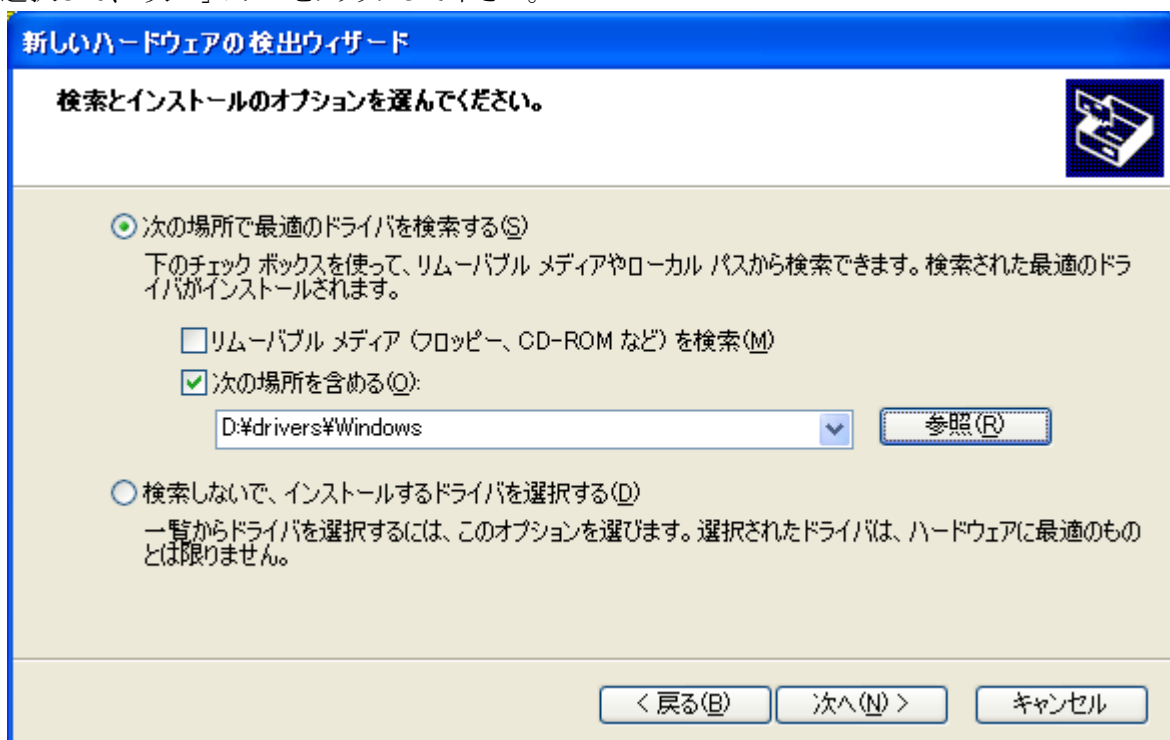 新しいハードウェアの検出ウィザード
検索とインストールのオプションを選んでください。
次の場所で最適のドライバを検索する(S)
下のチェック ボックスを使って、リムーバブル メディアやローカル パスから検索できます。検索された最適のドラ
イバがインストールされます。
リムーバブル メディア (フロッピー、CD-ROM など) を検索(M)
次の場所を含める(O):
D:¥drivers¥Windows
参照(R)
検索しないで、インストールするドライバを選択する(D)
一覧からドライバを選択するには、このオプションを選びます。選択されたドライバは、ハードウェアに最適のもの
とは限りません。
< 戻る(B)
次へ(N) >
キャンセル